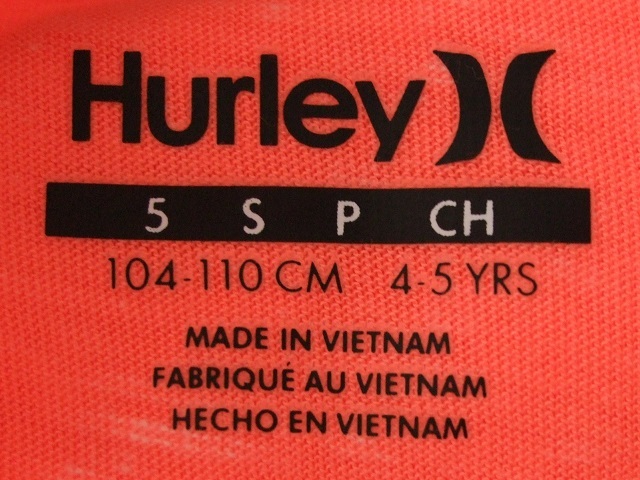 Hurley
5 S P CH
104-110 CM 4-5 YRS
MADE IN VIETNAM
FABRIQUÉ AU VIETNAM
HECHO EN VIETNAM